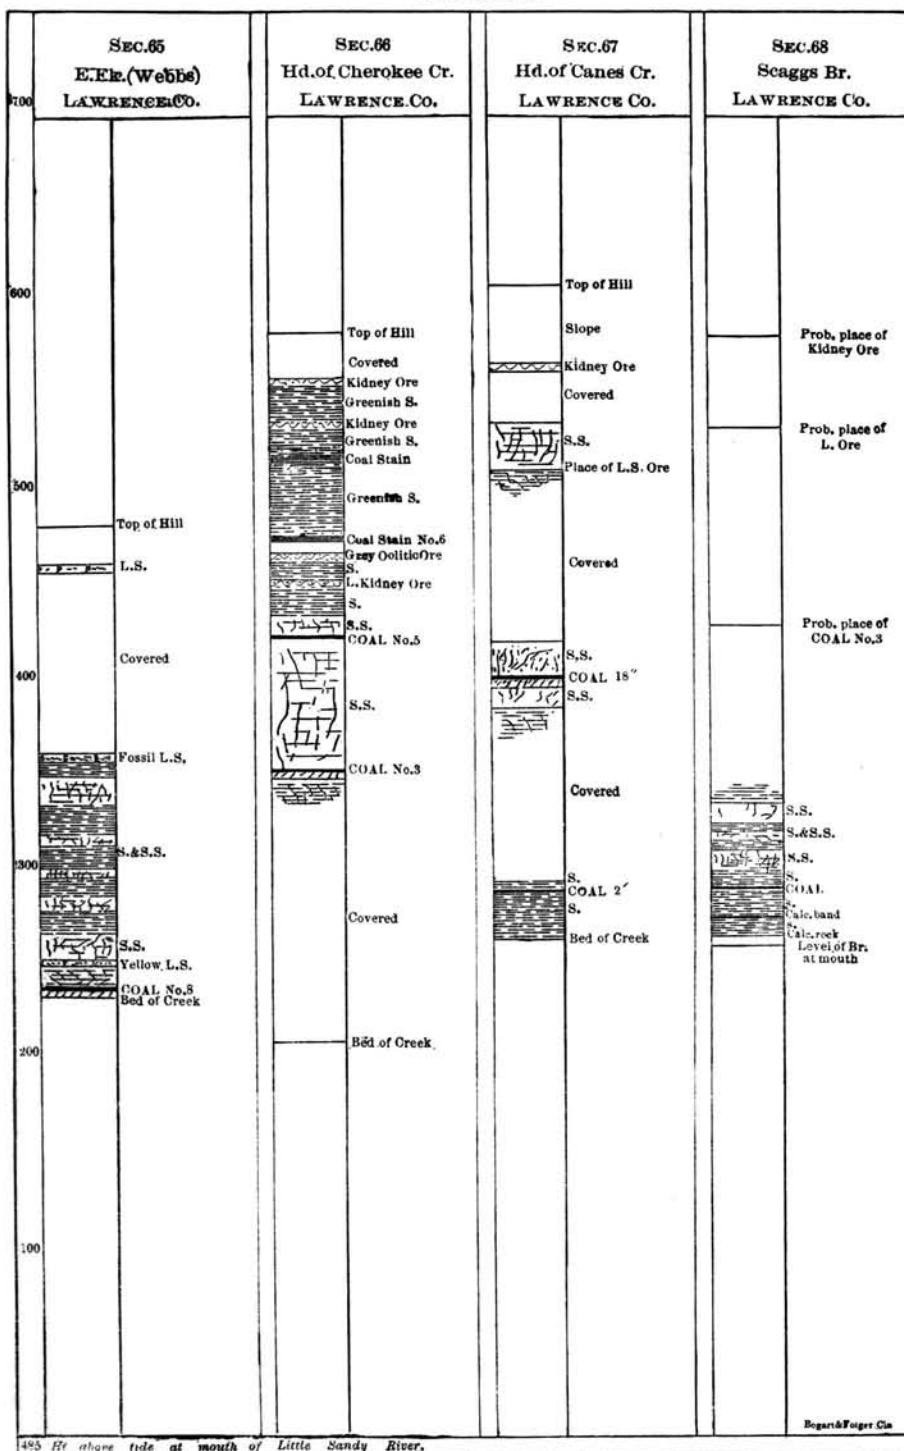 SEC.65
E.Fk.(Webbs)
LAWRENCE CO.
SEC.66
Hd.of Cherokee Cr.
LAWRENCE Co.
SEC.67
Hd.of Canes Cr.
LAWRENCE Co.
SEC.68
Scaggs Br.
LAWRENCE Co.
700
600
500
400
300
200
100
Top of Hill
L.S.
Covered
Fossil L.S.
S.&S.S.
S.S.
Yellow L.S.
COAL No.8
Bed of Creek
Top of Hill
Covered
Kidney Ore
Greenish S.
Kidney Ore
Greenish S.
Coal Stain
Greenish S.
Coal Stain No.6
Grey Oolitic Ore
S.
L.Kidney Ore
S.
S.S.
COAL No.5
S.S.
COAL No.3
Covered
Bed of Creek
Top of Hill
Slope
Kidney Ore
Covered
S.S.
Place of L.S. Ore
Covered
S.S.
COAL 18"
S.S.
Covered
S.
COAL 2'
S.
Bed of Creek
Prob. place of
Kidney Ore
Prob. place of
L. Ore
Prob. place of
COAL No.3
S.S.
S.&S.S.
S.S.
S.
COAL
S.
Calc. band
S.
Calc. rock
Level of Br.
at mouth
Bogart&Folger Cin
485 Ft above tide at mouth of Little Sandy River.